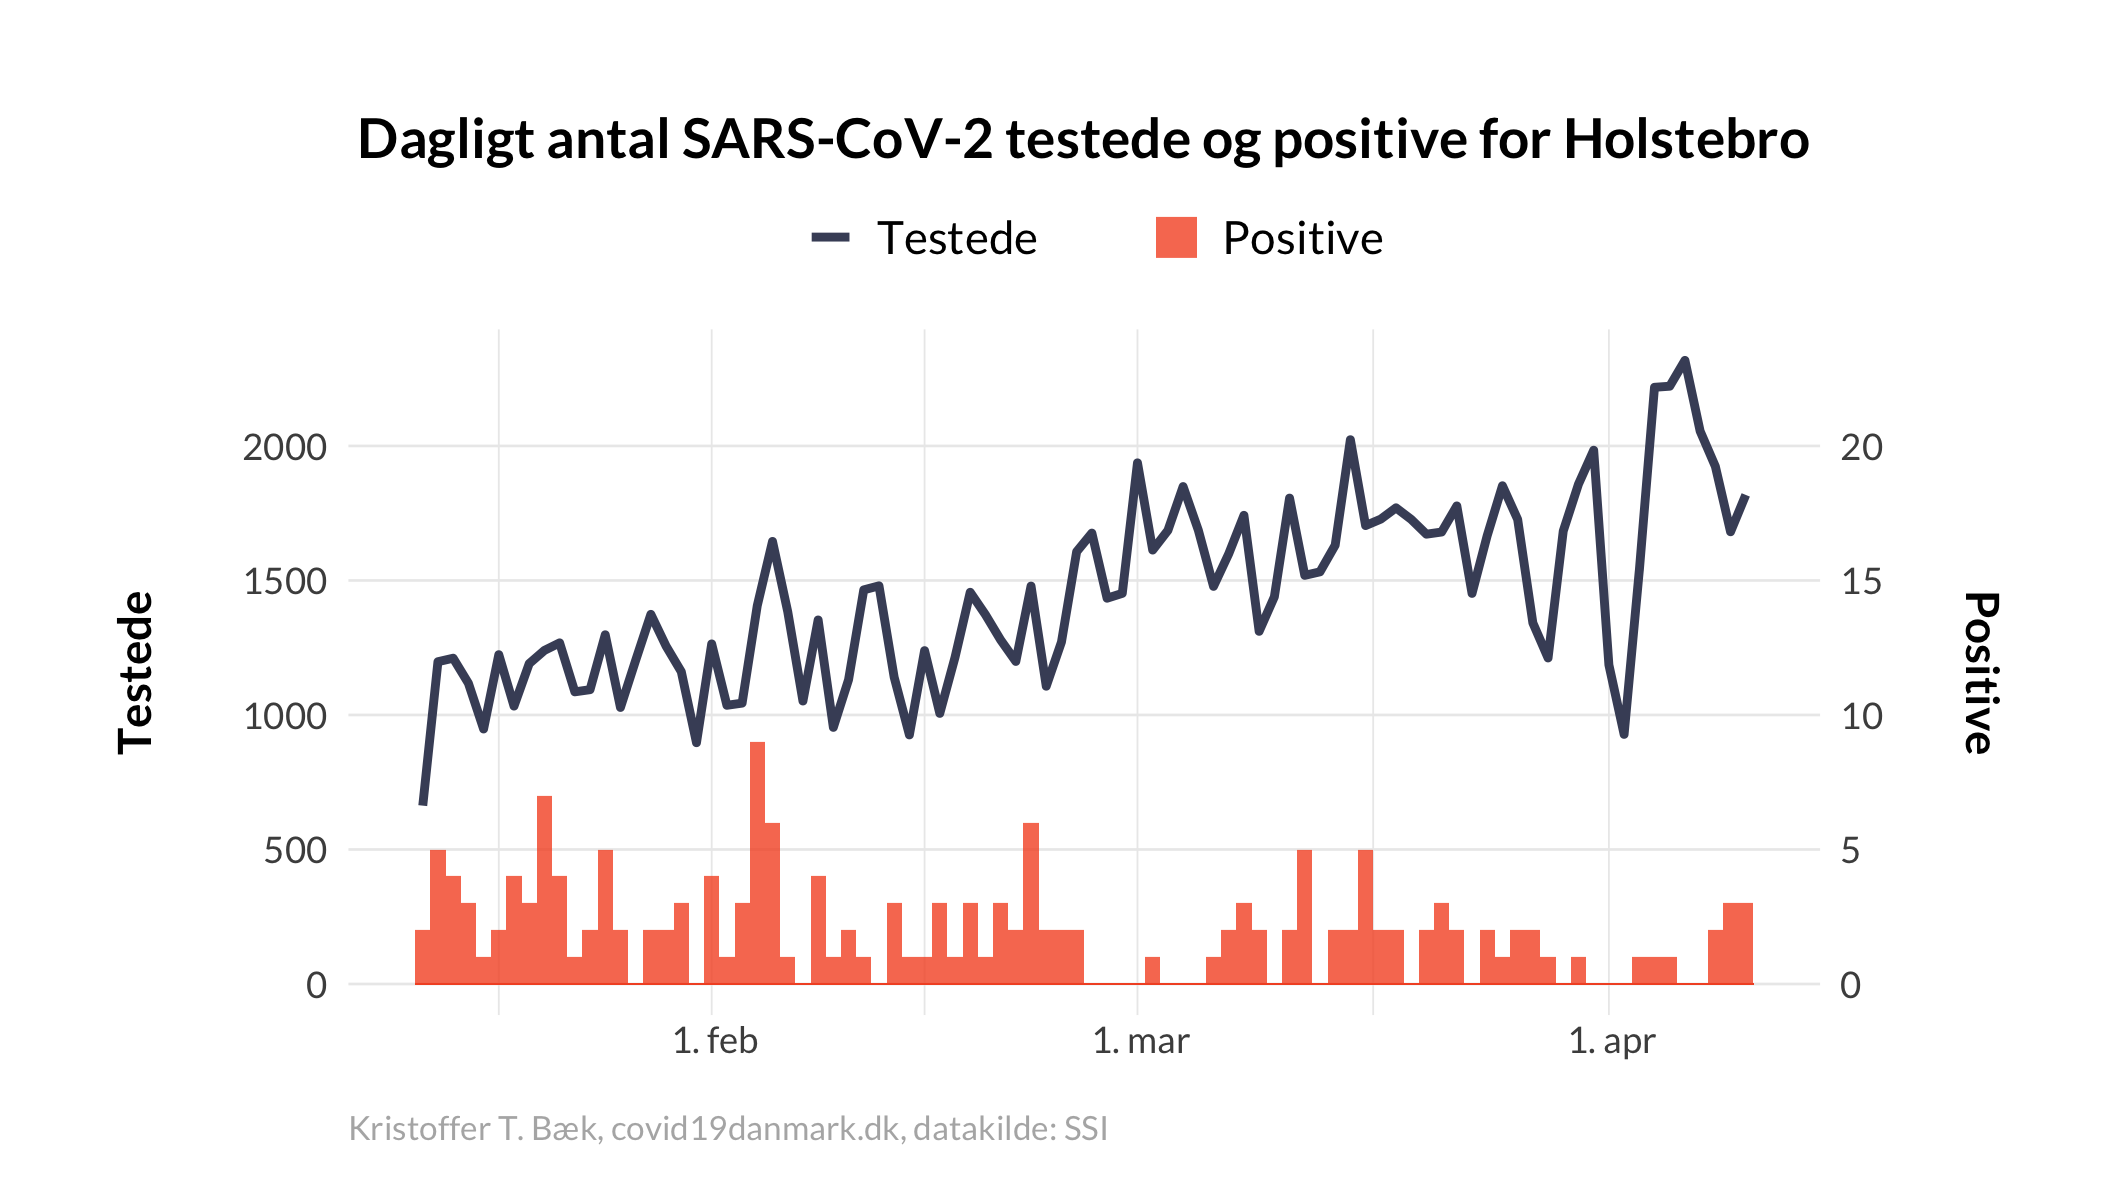 Dagligt antal SARS-CoV-2 testede og positive for Holstebro
Testede
Positive
Testede
2000
1500
1000
500
0
20
15
10
5
0
Positive
1. feb
1. mar
1. apr
Kristoffer T. Bæk, covid19danmark.dk, datakilde: SSI